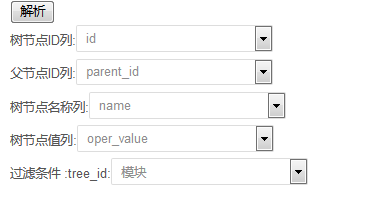 解析
树节点ID列: id
父节点ID列: parent_id
树节点名称列: name
树节点值列: oper_value
过滤条件 :tree_id: 模块